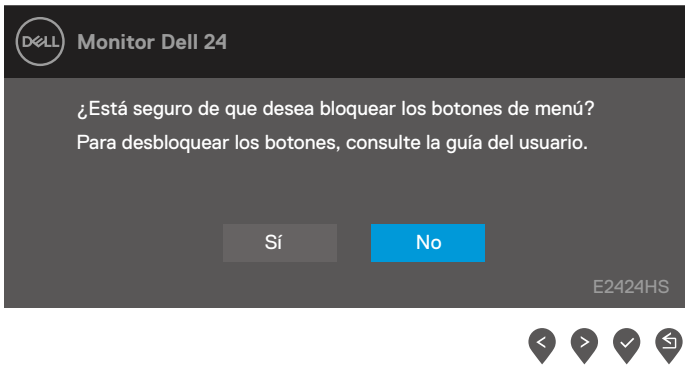 DELL Monitor Dell 24
¿Está seguro de que desea bloquear los botones de menú?
Para desbloquear los botones, consulte la guía del usuario.
Sí No
E2424HS